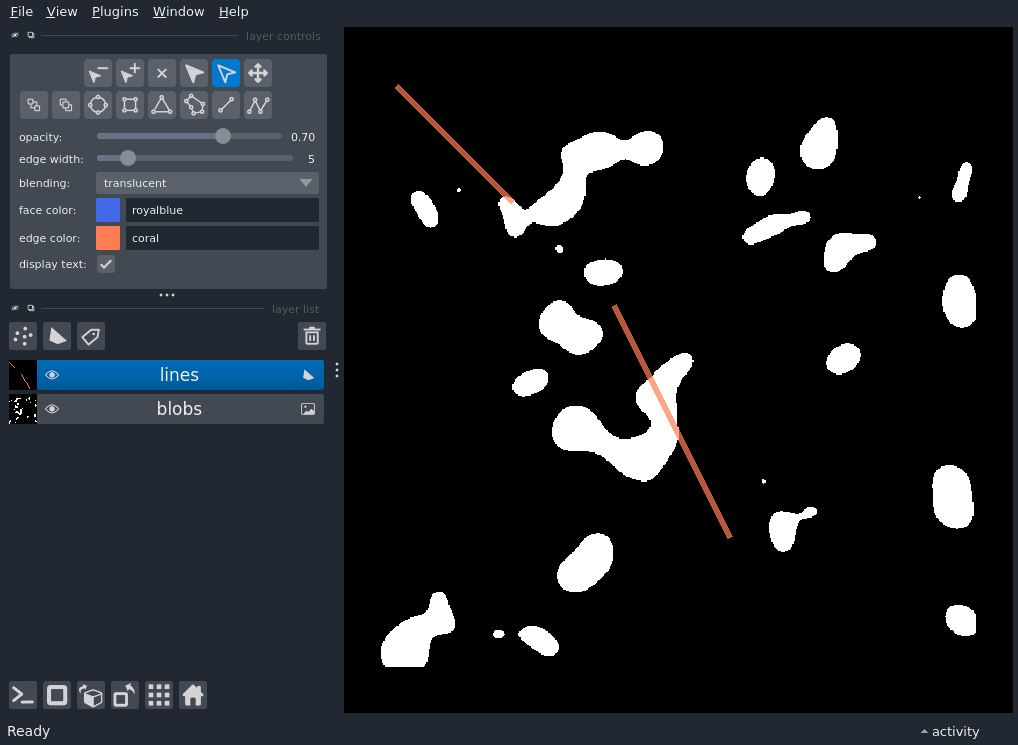 File View Plugins Window Help
layer controls
opacity: 0.70
edge width: 5
blending: translucent
face color: royalblue
edge color: coral
display text:
layer list
lines
blobs
Ready activity